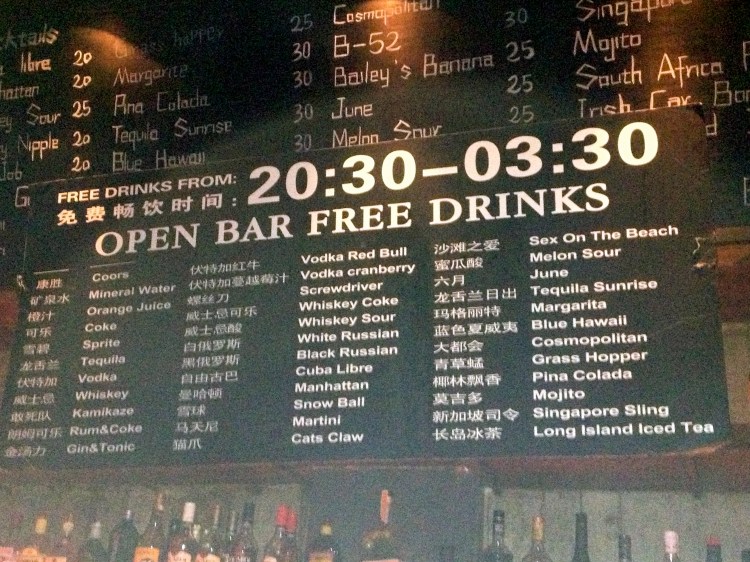 cktails
libre 20
hattan 20
Sour 25
Nipple 20
20
Grass hopper
Margarita
Pina Colada
Tequila Sunrise
Blue Hawaii
25
30
30
30
30
Cosmopolitan 30
B-52
Bailey's Banana 25
June 25
Melon Sour 25
Singapore
Mojito
South Africa
Irish Car Bo
FREE DRINKS FROM: 20:30–03:30
免费畅饮时间:
OPEN BAR FREE DRINKS
康胜 Coors
矿泉水 Mineral Water
橙汁 Orange Juice
可乐 Coke
雪碧 Sprite
龙舌兰 Tequila
伏特加 Vodka
威士忌 Whiskey
敢死队 Kamikaze
朗姆可乐 Rum&Coke
金汤力 Gin&Tonic
伏特加红牛 Vodka Red Bull
伏特加蔓越莓汁 Vodka cranberry
螺丝刀 Screwdriver
威士忌可乐 Whiskey Coke
威士忌酸 Whiskey Sour
白俄罗斯 White Russian
黑俄罗斯 Black Russian
自由古巴 Cuba Libre
曼哈顿 Manhattan
雪球 Snow Ball
马天尼 Martini
猫爪 Cats Claw
沙滩之爱 Sex On The Beach
蜜瓜酸 Melon Sour
六月 June
龙舌兰日出 Tequila Sunrise
玛格丽特 Margarita
蓝色夏威夷 Blue Hawaii
大都会 Cosmopolitan
青草蜢 Grass Hopper
椰林飘香 Pina Colada
莫吉多 Mojito
新加坡司令 Singapore Sling
长岛冰茶 Long Island Iced Tea